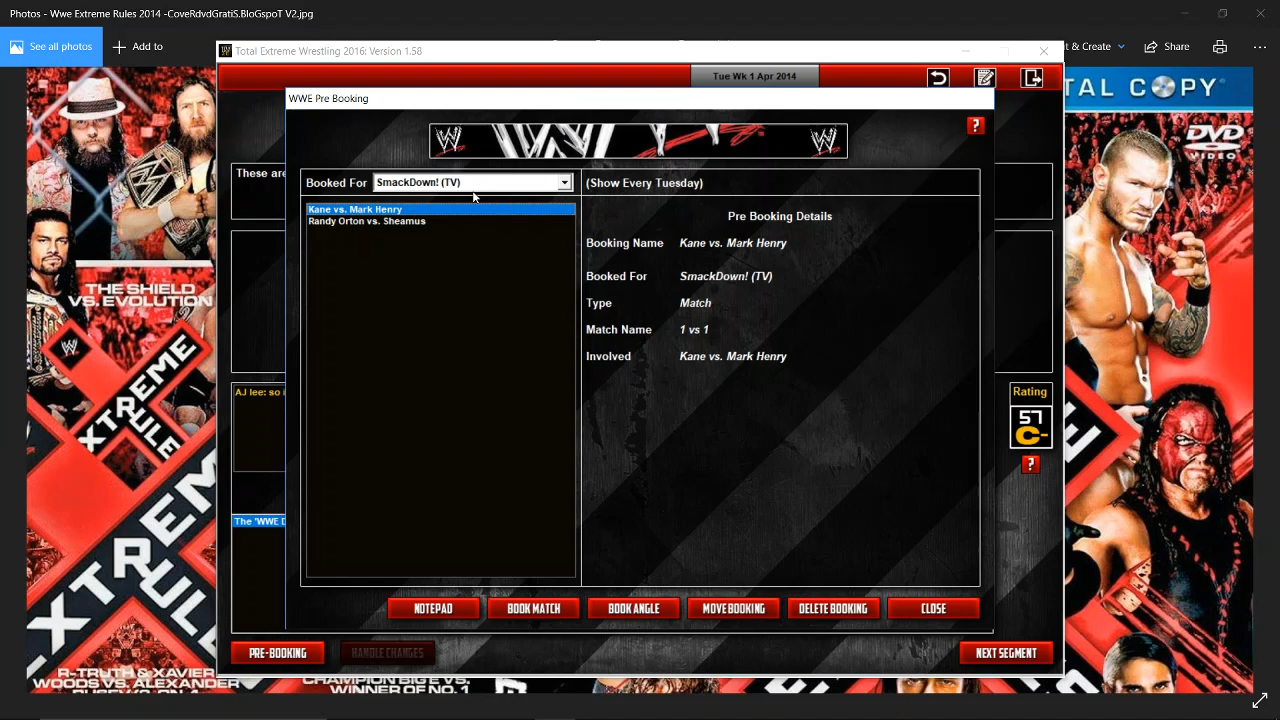 Photos - Wwe Extreme Rules 2014 -CoveRdvdGratiS.BloGspoT V2.jpg
See all photos
Add to
t & Create
Share
Total Extreme Wrestling 2016: Version 1.58
Tue Wk 1 Apr 2014
WWE Pre Booking
?
W
W
Booked For SmackDown! (TV)
(Show Every Tuesday)
Kane vs. Mark Henry
Randy Orton vs. Sheamus
Pre Booking Details
Booking Name Kane vs. Mark Henry
Booked For SmackDown! (TV)
Type Match
Match Name 1 vs 1
Involved Kane vs. Mark Henry
These are
AJ lee: so i
The 'WWE D
Rating
57
C-
?
NOTEPAD
BOOK MATCH
BOOK ANGLE
MOVE BOOKING
DELETE BOOKING
CLOSE
PRE-BOOKING
HANDLE CHANGES
NEXT SEGMENT
TAL COPY
DVD
VIDEO
THE SHIELD
VS. EVOLUTION
W
EXTREME
RULE
EXTREME
RUL
R-TRUTH & XAVIER
WOODS VS. ALEXANDER
RUSEV
CHAMPION BIG E VS.
WINNER OF NO. 1